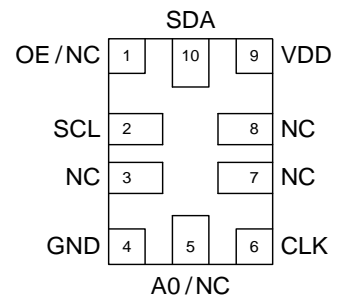 SDA
OE/NC 1 10 9 VDD
SCL 2 8 NC
NC 3 7 NC
GND 4 5 6 CLK
A0/NC